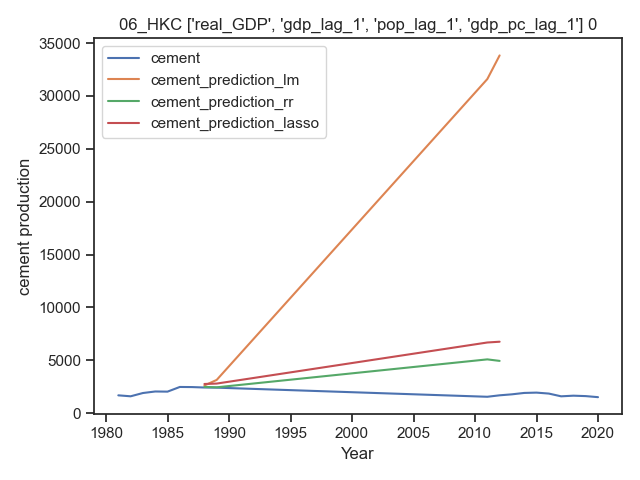 06_HKC ['real_GDP', 'gdp_lag_1', 'pop_lag_1', 'gdp_pc_lag_1'] 0
cement
cement_prediction_lm
cement_prediction_rr
cement_prediction_lasso
35000
30000
25000
20000
15000
10000
5000
0
cement production
1980 1985 1990 1995 2000 2005 2010 2015 2020
Year